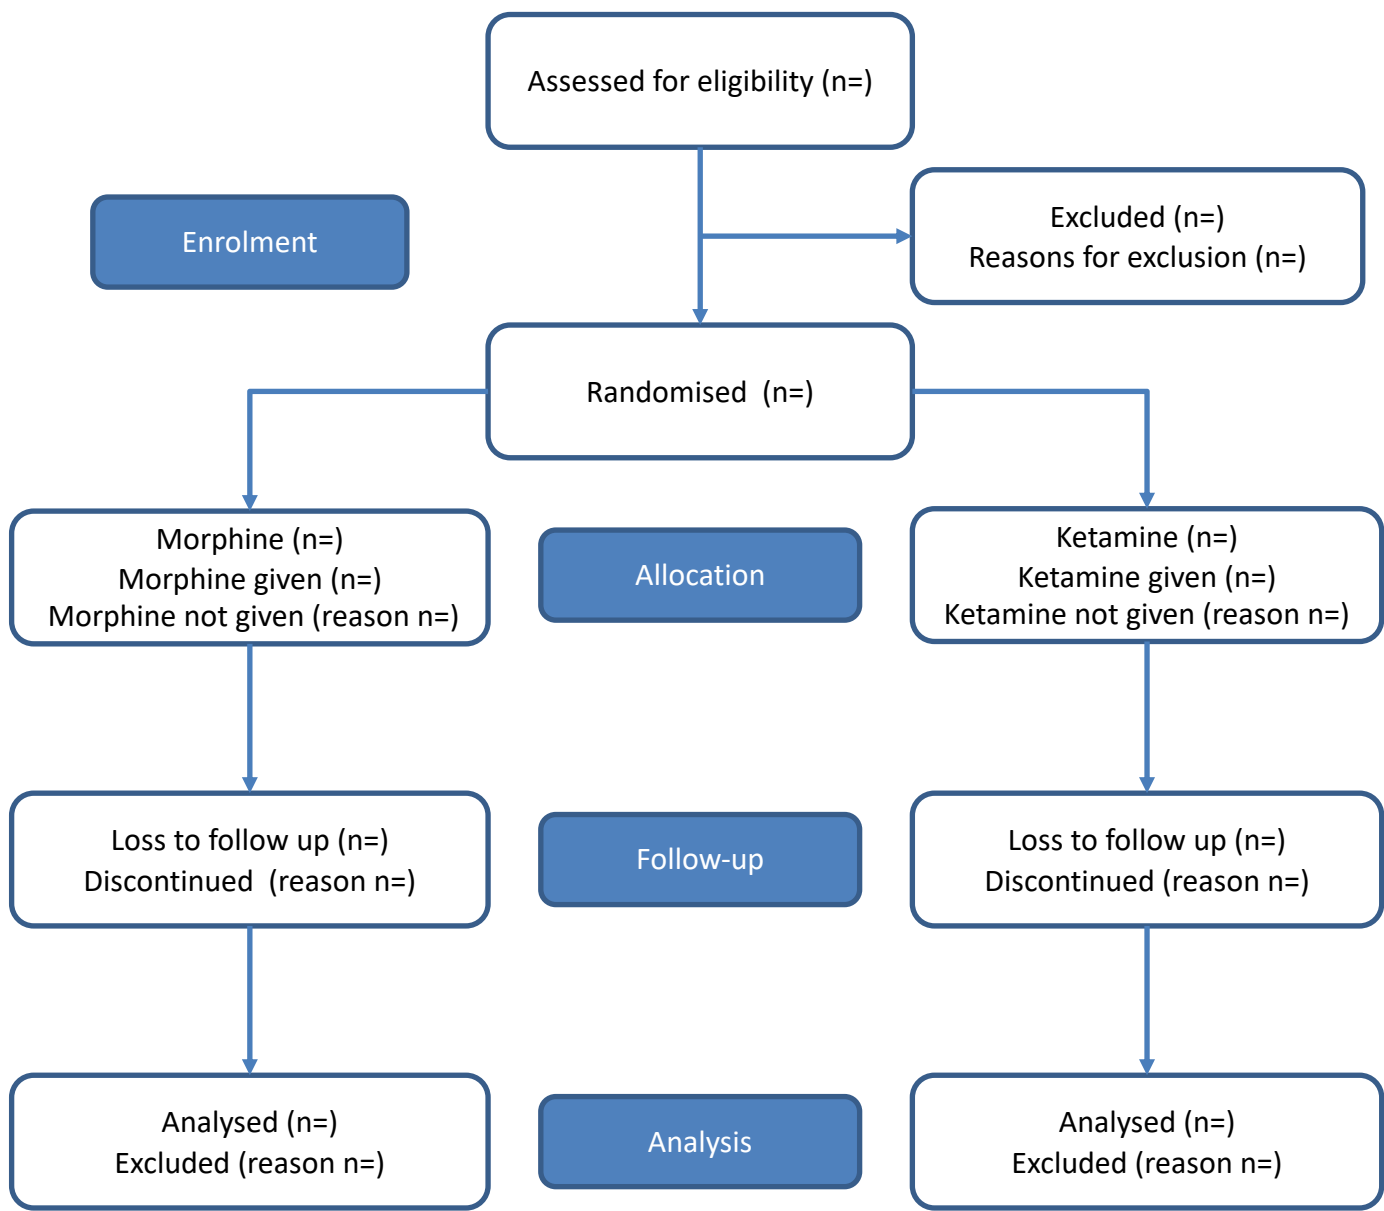 Assessed for eligibility (n=)
Enrolment
Excluded (n=)
Reasons for exclusion (n=)
Randomised  (n=)
Morphine (n=)
Morphine given (n=)
Morphine not given (reason n=)
Allocation
Ketamine (n=)
Ketamine given (n=)
Ketamine not given (reason n=)
Loss to follow up (n=)
Discontinued  (reason n=)
Follow-up
Loss to follow up (n=)
Discontinued (reason n=)
Analysed (n=)
Excluded (reason n=)
Analysis
Analysed (n=)
Excluded (reason n=)